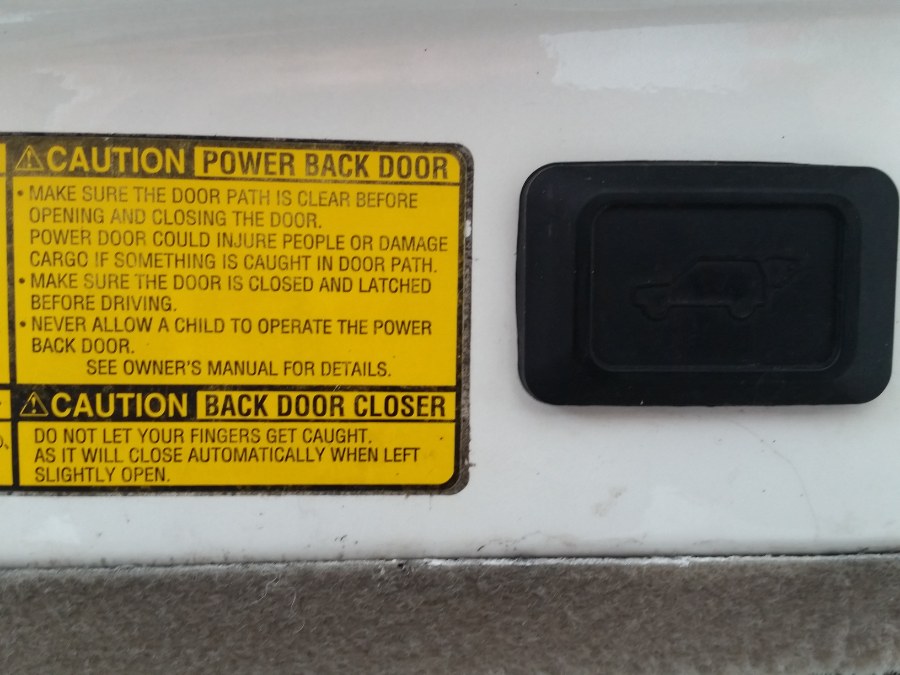 CAUTION POWER BACK DOOR
• MAKE SURE THE DOOR PATH IS CLEAR BEFORE
OPENING AND CLOSING THE DOOR.
POWER DOOR COULD INJURE PEOPLE OR DAMAGE
CARGO IF SOMETHING IS CAUGHT IN DOOR PATH.
• MAKE SURE THE DOOR IS CLOSED AND LATCHED
BEFORE DRIVING.
• NEVER ALLOW A CHILD TO OPERATE THE POWER
BACK DOOR.
SEE OWNER'S MANUAL FOR DETAILS.
CAUTION BACK DOOR CLOSER
DO NOT LET YOUR FINGERS GET CAUGHT.
AS IT WILL CLOSE AUTOMATICALLY WHEN LEFT
SLIGHTLY OPEN.